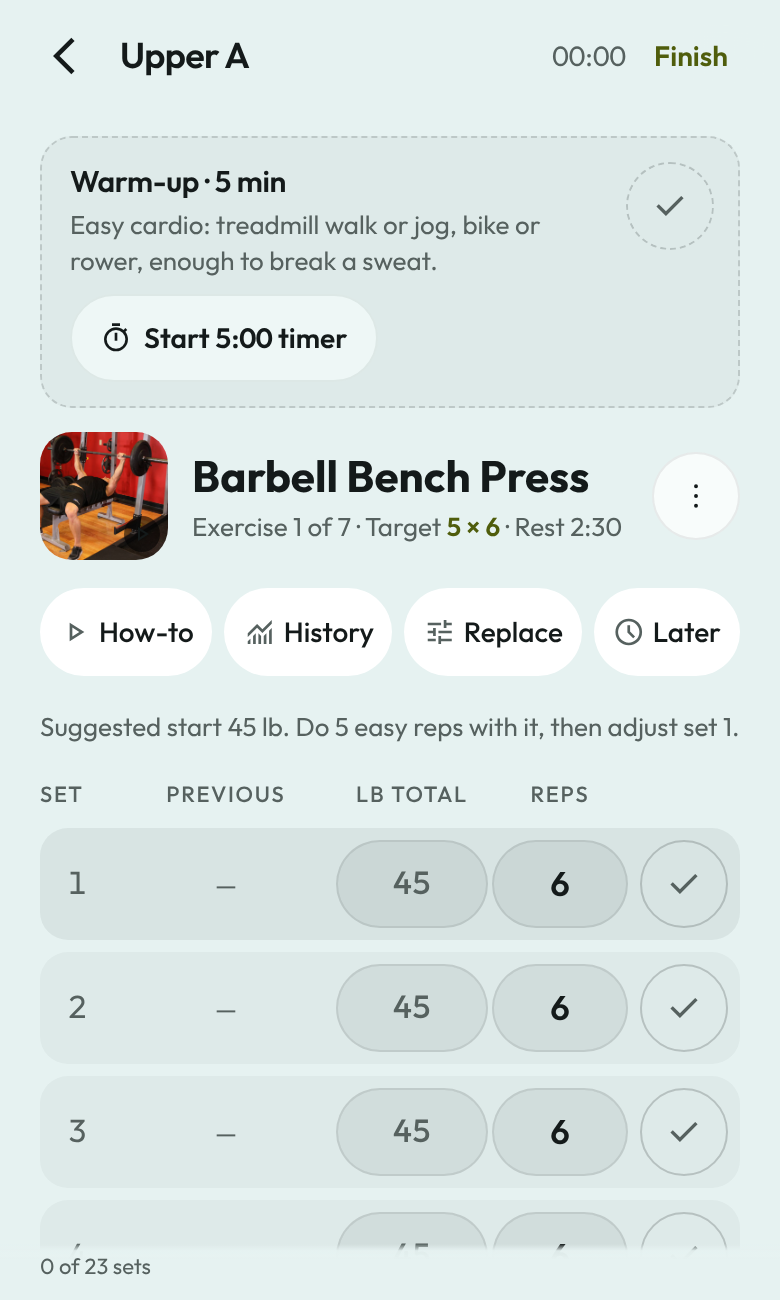 Upper A
00:00
Finish
Warm-up · 5 min
Easy cardio: treadmill walk or jog, bike or
rower, enough to break a sweat.
Start 5:00 timer
Barbell Bench Press
Exercise 1 of 7 · Target 5 × 6 · Rest 2:30
How-to
History
Replace
Later
Suggested start 45 lb. Do 5 easy reps with it, then adjust set 1.
SET PREVIOUS LB TOTAL REPS
1 – 45 6
2 – 45 6
3 – 45 6
0 of 23 sets